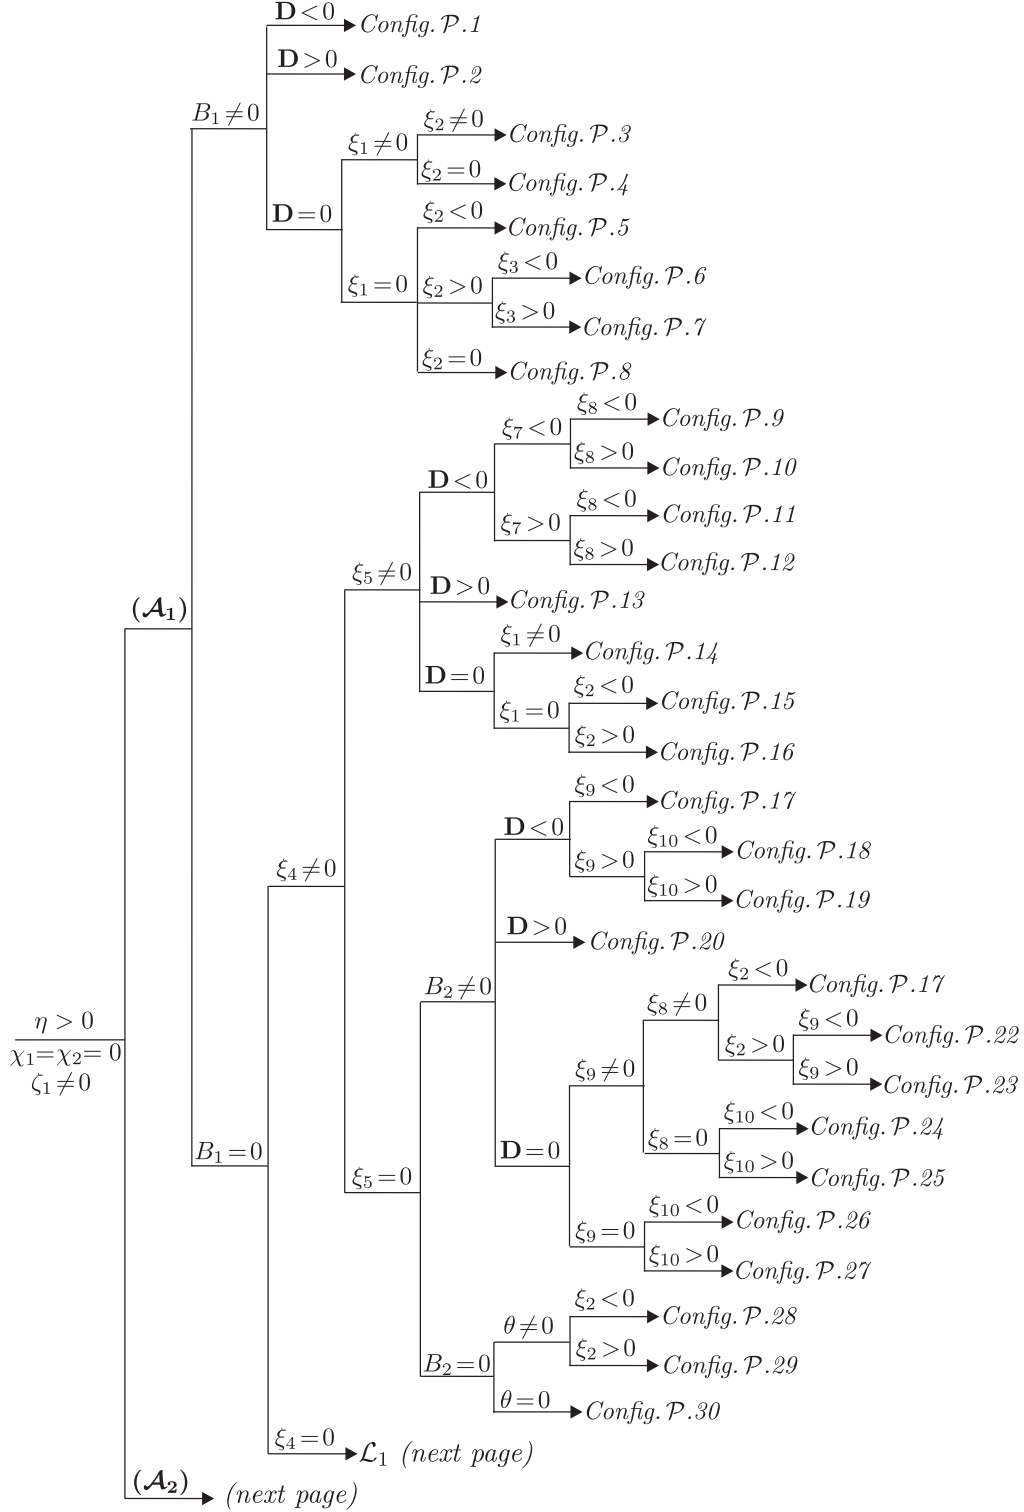 D<0 Config. P.1
D>0 Config. P.2
B₁≠0
ξ₂≠0 Config. P.3
ξ₁≠0
ξ₂=0 Config. P.4
D=0
ξ₂<0 Config. P.5
ξ₃<0 Config. P.6
ξ₁=0 ξ₂>0
ξ₃>0 Config. P.7
ξ₂=0 Config. P.8
ξ₈<0 Config. P.9
ξ₇<0
ξ₈>0 Config. P.10
D<0
ξ₈<0 Config. P.11
ξ₇>0
ξ₈>0 Config. P.12
ξ₅≠0
D>0 Config. P.13
(A₁)
ξ₁≠0 Config. P.14
D=0
ξ₂<0 Config. P.15
ξ₁=0
ξ₂>0 Config. P.16
ξ₉<0 Config. P.17
D<0
ξ₁₀<0 Config. P.18
ξ₉>0
ξ₄≠0
ξ₁₀>0 Config. P.19
D>0 Config. P.20
ξ₂<0 Config. P.17
B₂≠0
ξ₈≠0
ξ₉<0 Config. P.22
η > 0
ξ₂>0
χ₁=χ₂= 0
ξ₉>0 Config. P.23
ζ₁≠0
ξ₉≠0
ξ₁₀<0 Config. P.24
ξ₈=0
B₁=0
D=0
ξ₁₀>0 Config. P.25
ξ₅=0
ξ₁₀<0 Config. P.26
ξ₉=0
ξ₁₀>0 Config. P.27
ξ₂<0 Config. P.28
θ≠0
ξ₂>0 Config. P.29
B₂=0
θ=0 Config. P.30
ξ₄=0 L₁ (next page)
(A₂) (next page)